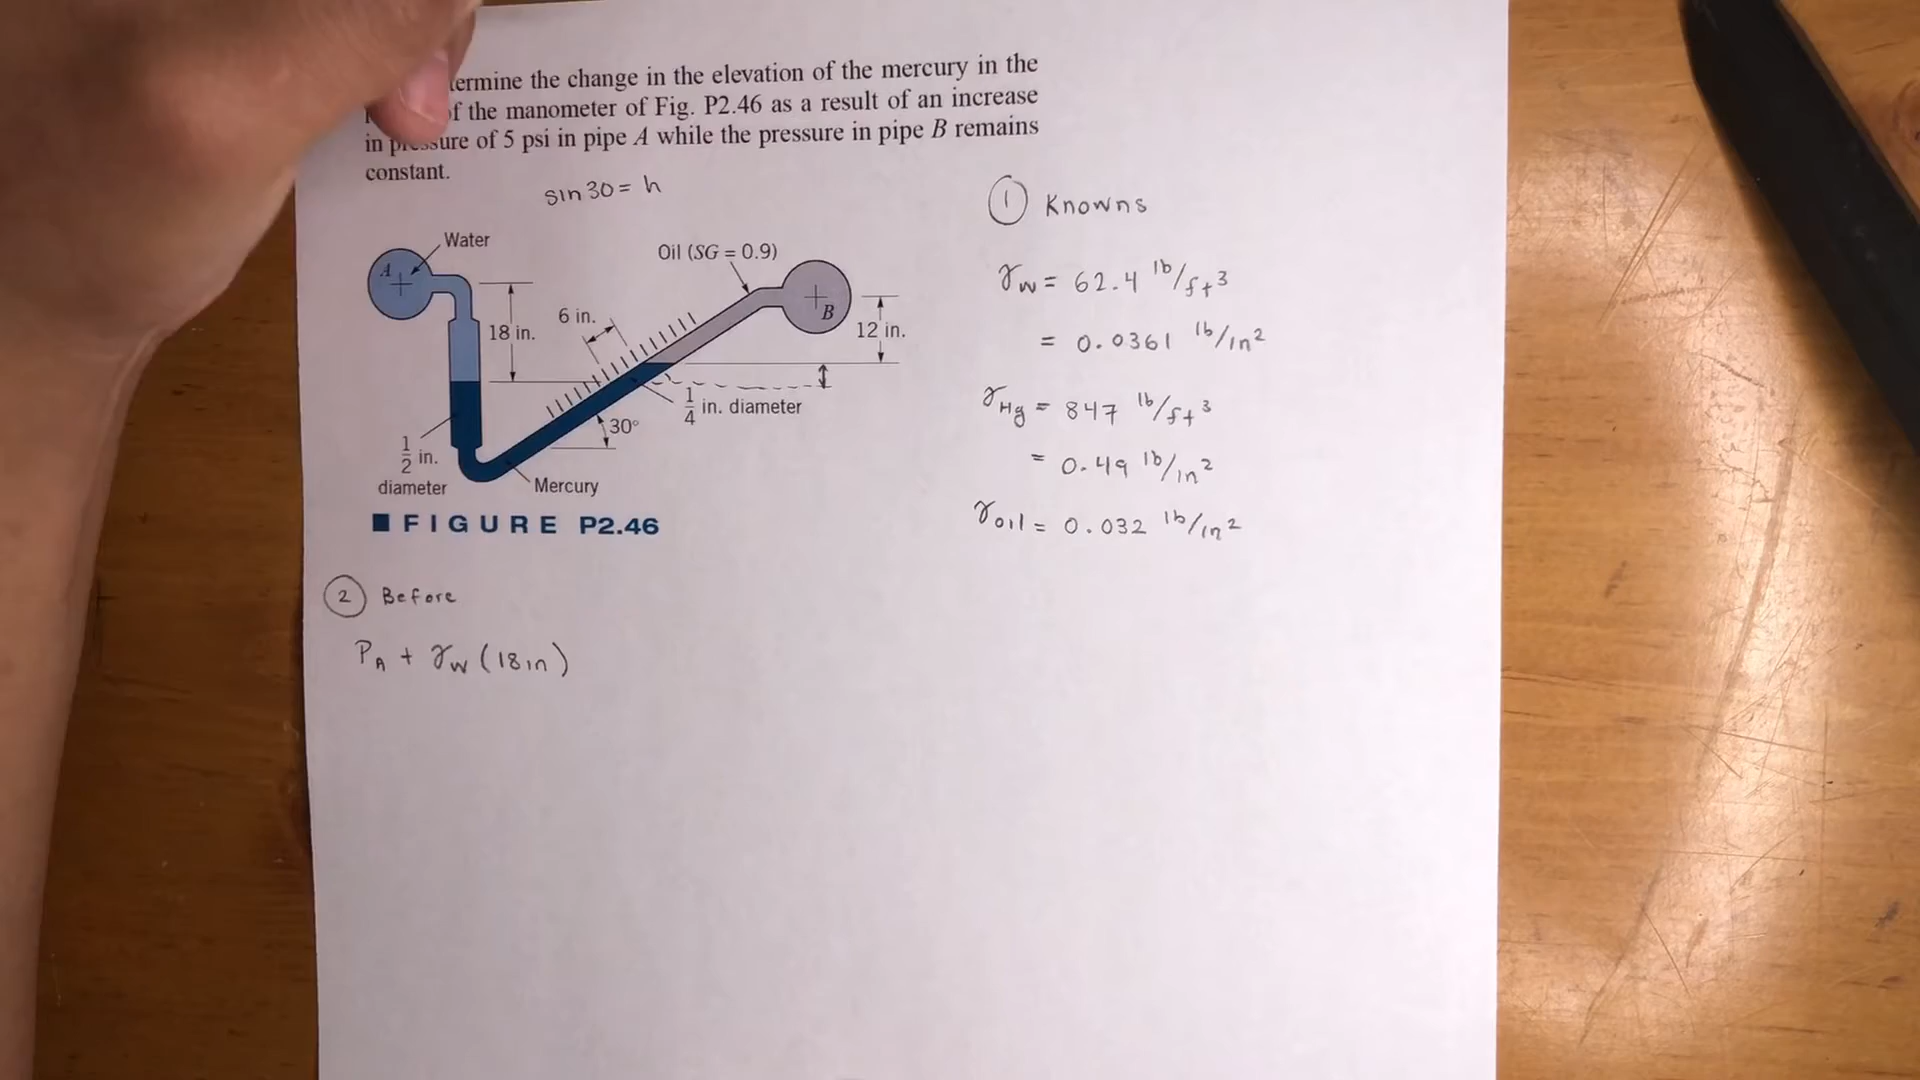 termine the change in the elevation of the mercury in the
of the manometer of Fig. P2.46 as a result of an increase
in pressure of 5 psi in pipe A while the pressure in pipe B remains
constant.
sin 30 = h
Water
A
18 in.
6 in.
Oil (SG = 0.9)
B
12 in.
1/4 in. diameter
30°
1/2 in.
diameter
Mercury
■ FIGURE P2.46
① Knowns
γw = 62.4 lb/ft³
= 0.0361 lb/in²
γHg = 847 lb/ft³
= 0.49 lb/in²
γoil = 0.032 lb/in²
② Before
PA + γw (18in)